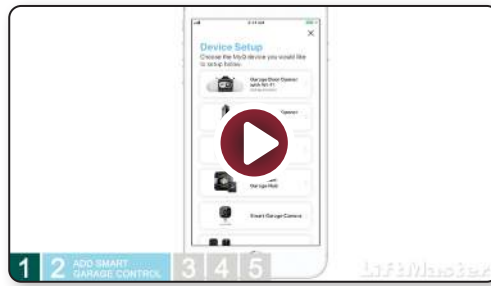 Device Setup
Choose the MyQ device you would like
to setup below.
Garage Door Opener
with Wi-Fi
Garage Hub
Smart Garage Camera
1 2 ADD SMART
GARAGE CONTROL 3 4 5
LiftMaster